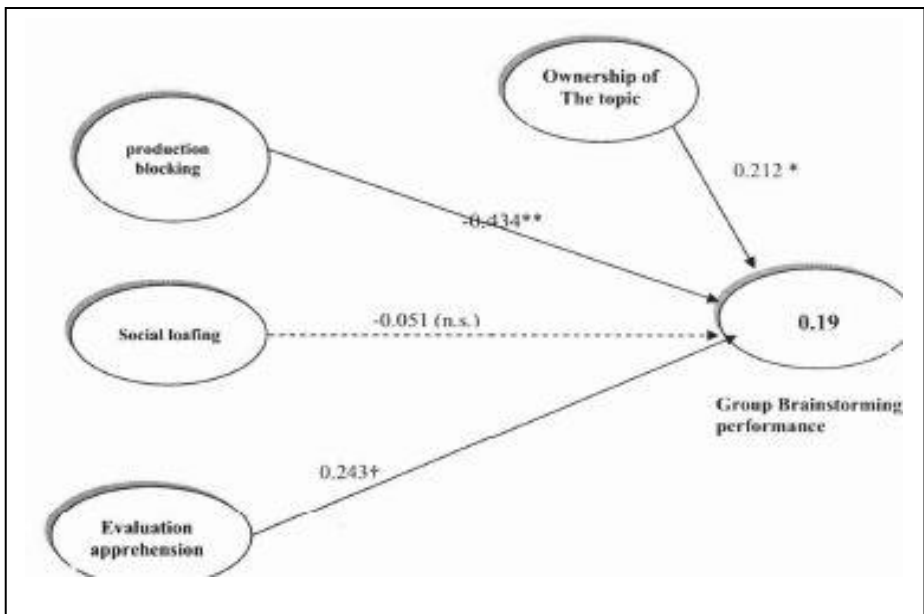 Ownership of
The topic
production
blocking
0.212 *
-0.434**
Social loafing
-0.051 (n.s.)
0.19
Group Brainstorming
performance
0.243†
Evaluation
apprehension